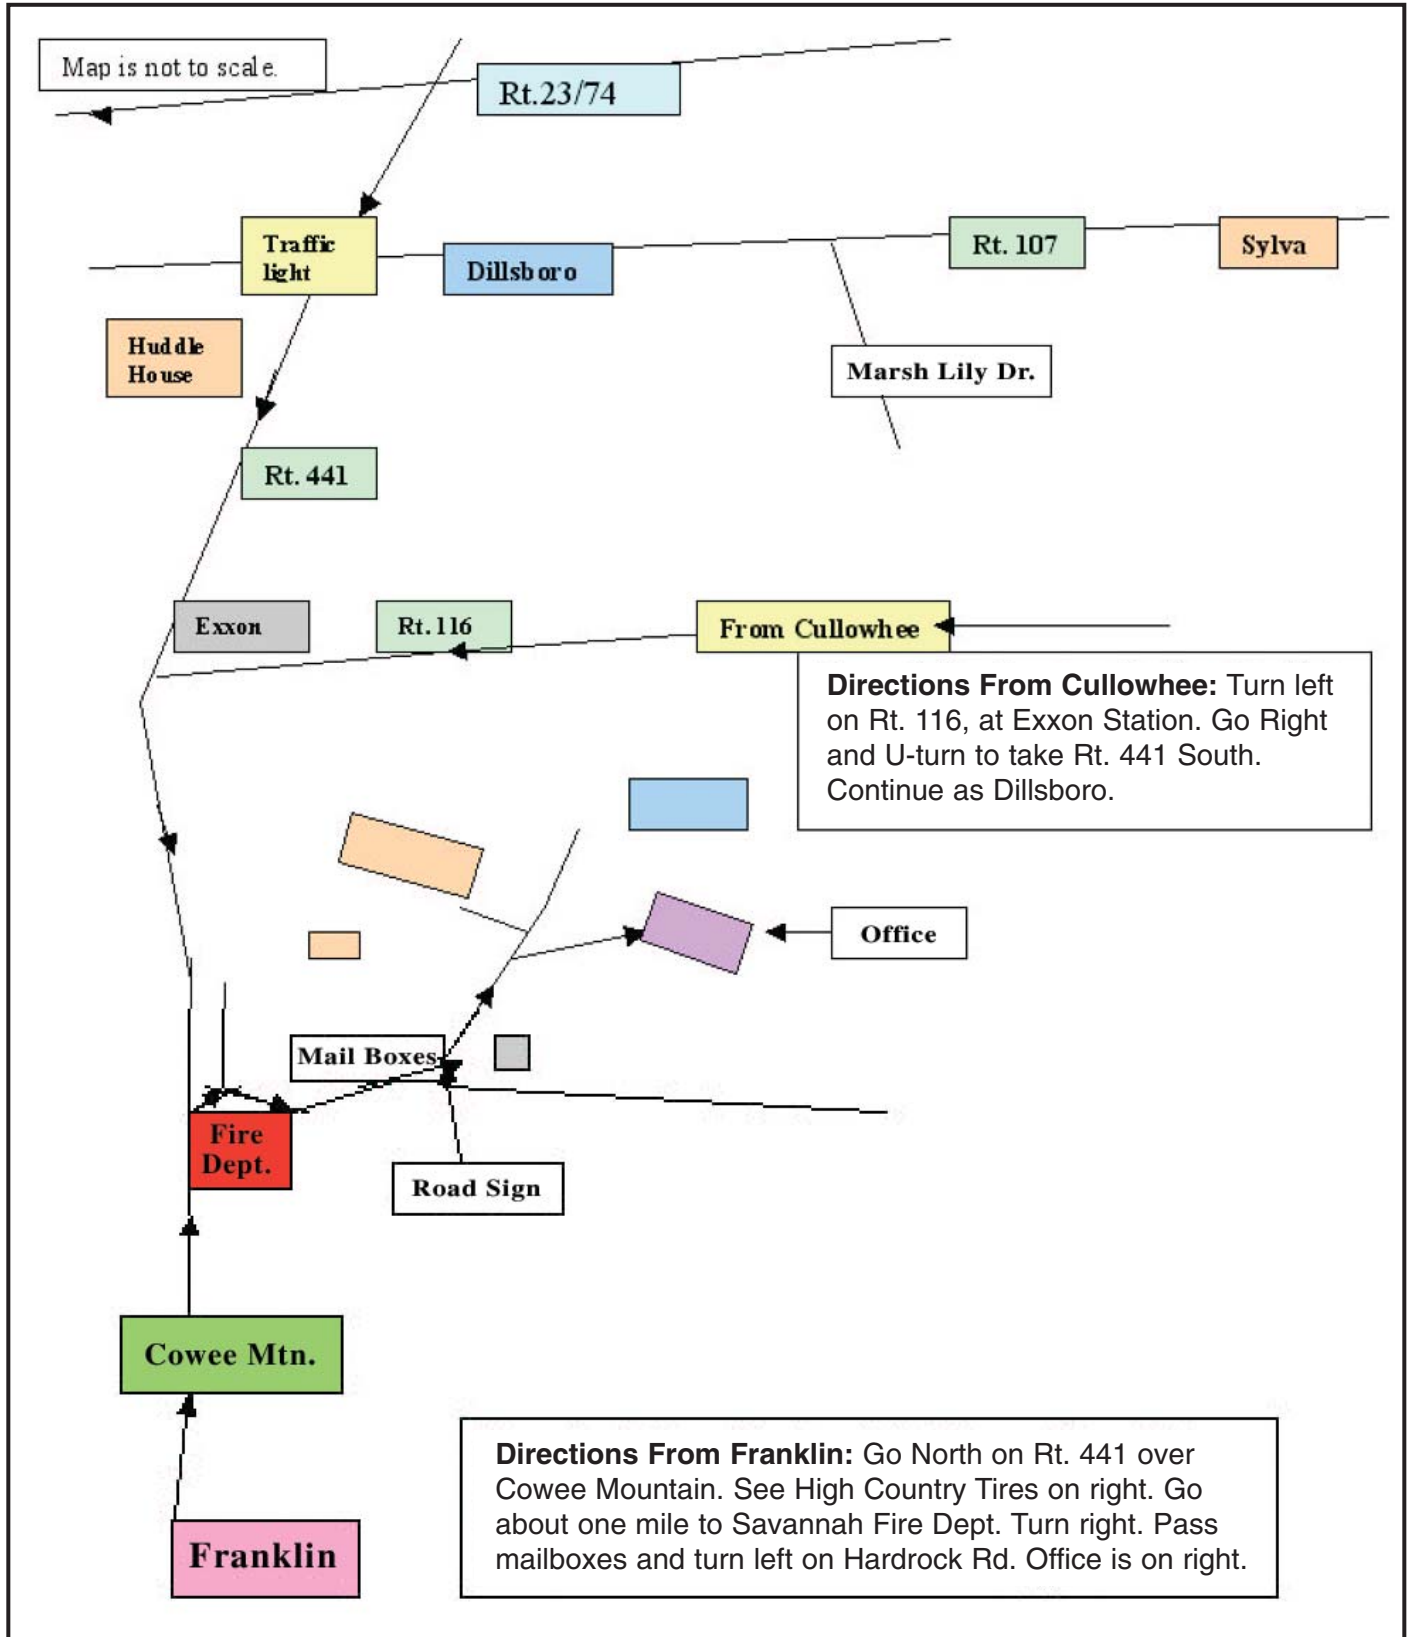 Map is not to scale.
Rt.23/74
Traffic
light
Dillsboro
Rt. 107
Sylva
Huddle
House
Marsh Lily Dr.
Rt. 441
Exxon
Rt.116
From Cullowhee
Directions From Cullowhee: Turn left
on Rt. 116, at Exxon Station. Go Right
and U-turn to take Rt. 441 South.
Continue as Dillsboro.
Office
Mail Boxes
Fire
Dept.
Road Sign
Cowee Mtn.
Directions From Franklin: Go North on Rt. 441 over
Cowee Mountain. See High Country Tires on right. Go
about one mile to Savannah Fire Dept. Turn right. Pass
mailboxes and turn left on Hardrock Rd. Office is on right.
Franklin